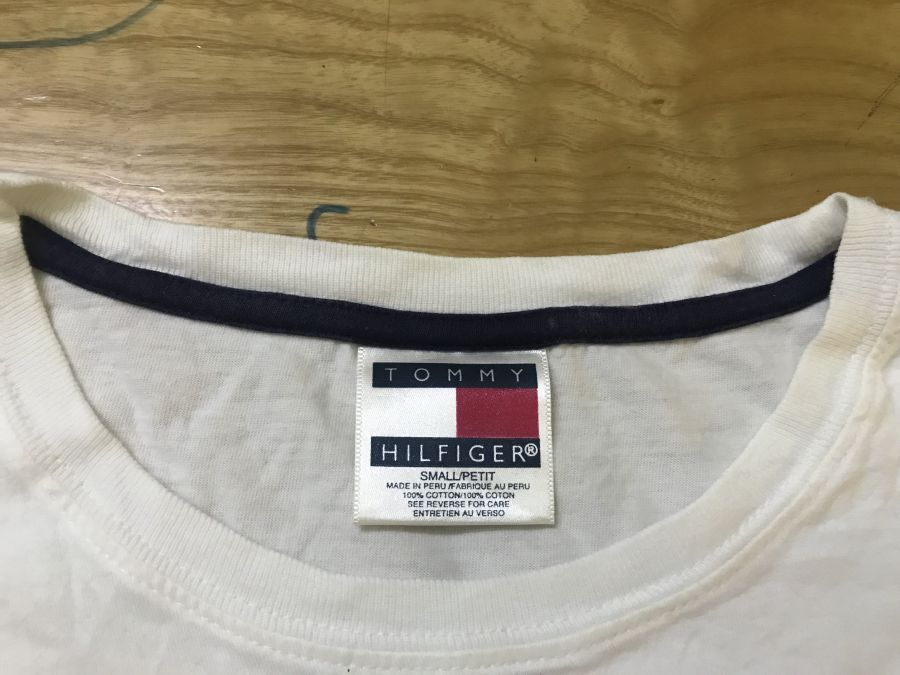 TOMMY
HILFIGER®
SMALL/PETIT
MADE IN PERU/FABRIQUE AU PERU
100% COTTON/100% COTON
SEE REVERSE FOR CARE
ENTRETIEN AU VERSO